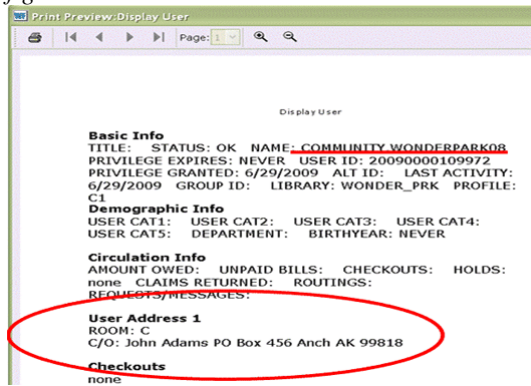 Print Preview:Display User
Page: 1
Display User
Basic Info
TITLE: STATUS: OK NAME: COMMUNITY WONDERPARK08
PRIVILEGE EXPIRES: NEVER USER ID: 20090000109972
PRIVILEGE GRANTED: 6/29/2009 ALT ID: LAST ACTIVITY:
6/29/2009 GROUP ID: LIBRARY: WONDER_PRK PROFILE:
C1
Demographic Info
USER CAT1: USER CAT2: USER CAT3: USER CAT4:
USER CAT5: DEPARTMENT: BIRTHYEAR: NEVER
Circulation Info
AMOUNT OWED: UNPAID BILLS: CHECKOUTS: HOLDS:
none CLAIMS RETURNED: ROUTINGS:
REQUESTS/MESSAGES:
User Address 1
ROOM: C
C/O: John Adams PO Box 456 Anch AK 99818
Checkouts
none